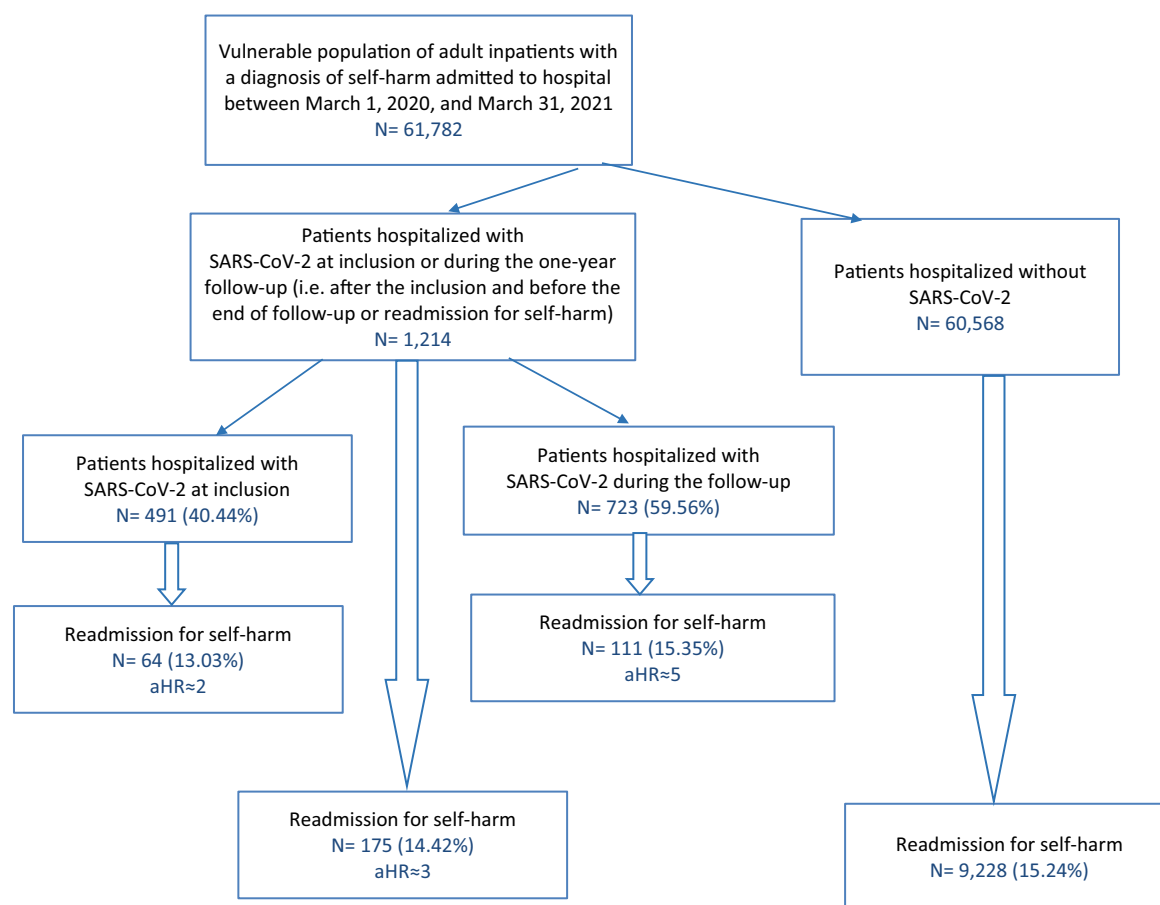 Vulnerable population of adult inpatients with
a diagnosis of self-harm admitted to hospital
between March 1, 2020, and March 31, 2021
N= 61,782
Patients hospitalized with
SARS-CoV-2 at inclusion or during the one-year
follow-up (i.e. after the inclusion and before the
end of follow-up or readmission for self-harm)
N= 1,214
Patients hospitalized without
SARS-CoV-2
N= 60,568
Patients hospitalized with
SARS-CoV-2 at inclusion
N= 491 (40.44%)
Patients hospitalized with
SARS-CoV-2 during the follow-up
N= 723 (59.56%)
Readmission for self-harm
N= 64 (13.03%)
aHR≈2
Readmission for self-harm
N= 111 (15.35%)
aHR≈5
Readmission for self-harm
N= 175 (14.42%)
aHR≈3
Readmission for self-harm
N= 9,228 (15.24%)